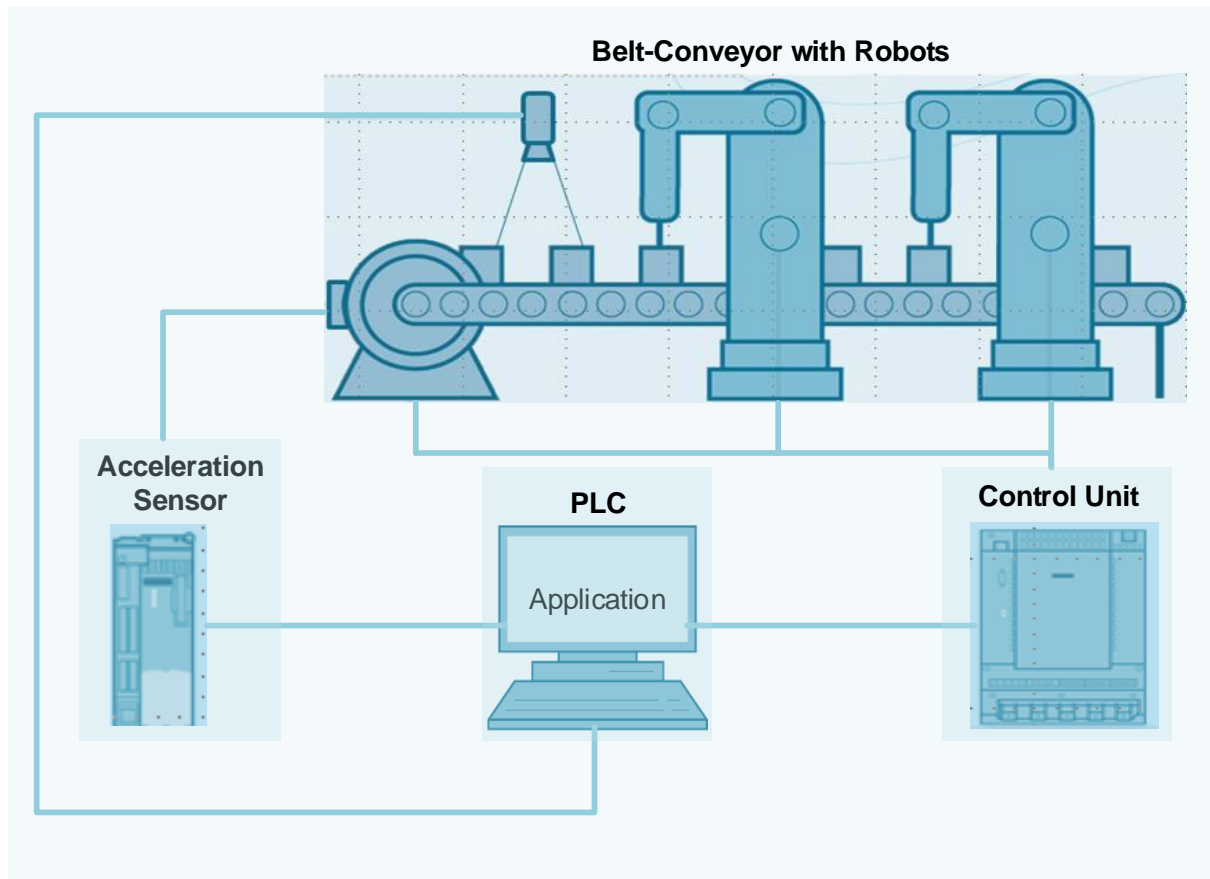 Belt-Conveyor with Robots
Acceleration
Sensor
PLC
Control Unit
Application